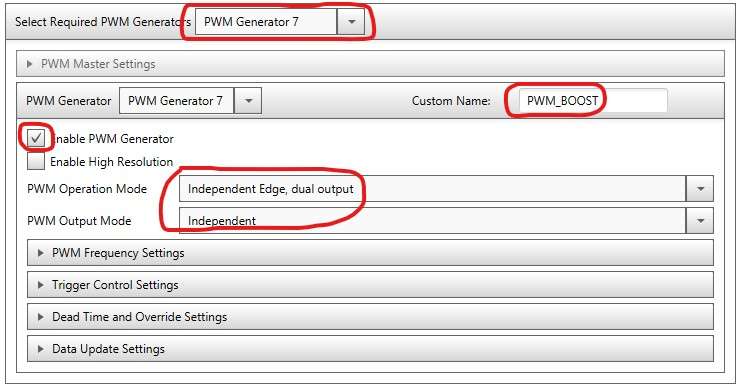 Select Required PWM Generators PWM Generator 7
PWM Master Settings
PWM Generator PWM Generator 7 Custom Name: PWM_BOOST
Enable PWM Generator
Enable High Resolution
PWM Operation Mode Independent Edge, dual output
PWM Output Mode Independent
PWM Frequency Settings
Trigger Control Settings
Dead Time and Override Settings
Data Update Settings